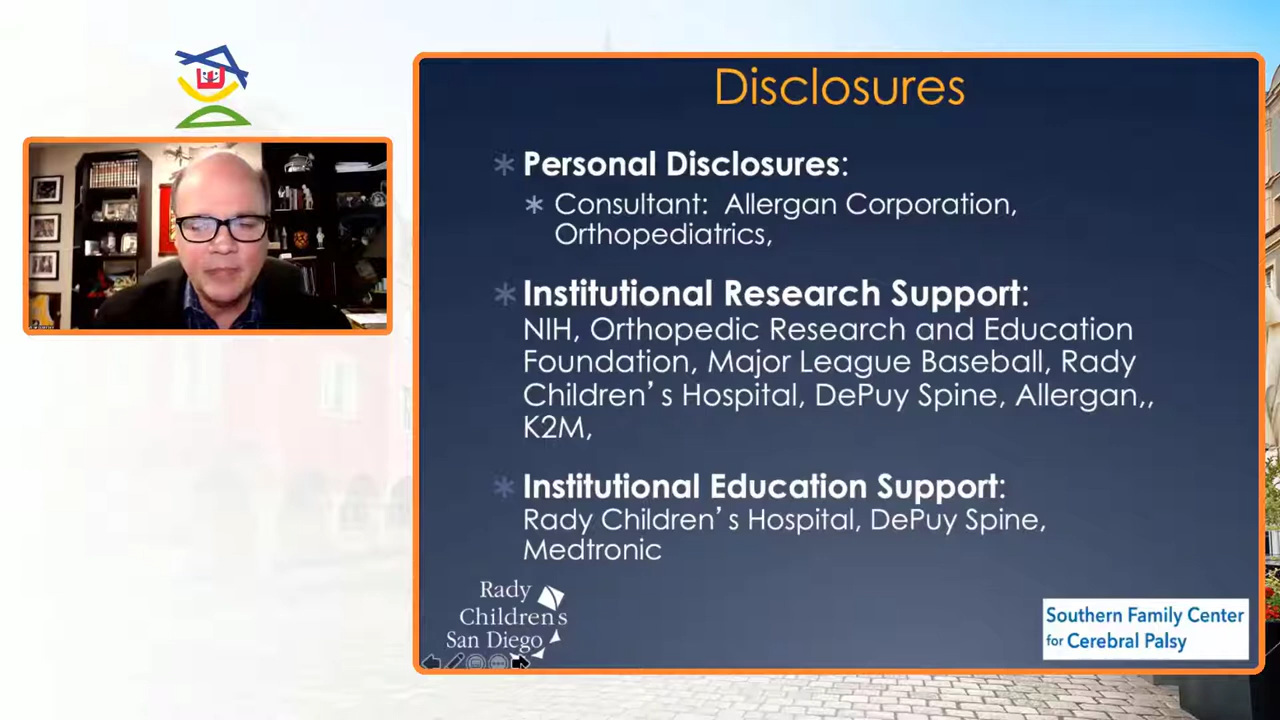 Disclosures
* Personal Disclosures:
* Consultant: Allergan Corporation,
Orthopediatrics,
* Institutional Research Support:
NIH, Orthopedic Research and Education
Foundation, Major League Baseball, Rady
Children’s Hospital, DePuy Spine, Allergan,,
K2M,
* Institutional Education Support:
Rady Children’s Hospital, DePuy Spine,
Medtronic
Rady
Children's
San Diego
Southern Family Center
for Cerebral Palsy